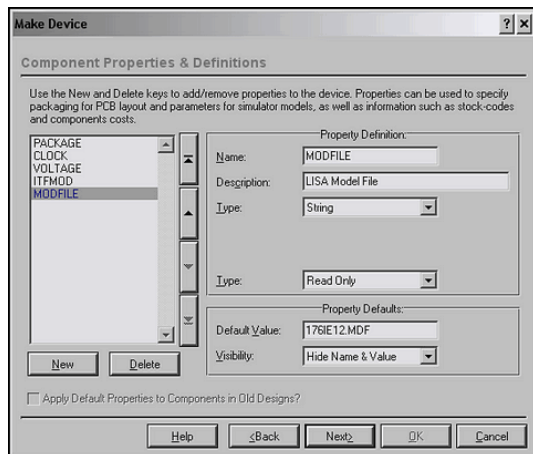 Make Device
Component Properties & Definitions
Use the New and Delete keys to add/remove properties to the device. Properties can be used to specify
packaging for PCB layout and parameters for simulator models, as well as information such as stock-codes
and components costs.
PACKAGE
CLOCK
VOLTAGE
ITFMOD
MODFILE
New
Delete
Property Definition:
Name: MODFILE
Description: LISA Model File
Type: String
Type: Read Only
Property Defaults:
Default Value: 176IE12.MDF
Visibility: Hide Name & Value
Apply Default Properties to Components in Old Designs?
Help
<Back
Next>
OK
Cancel